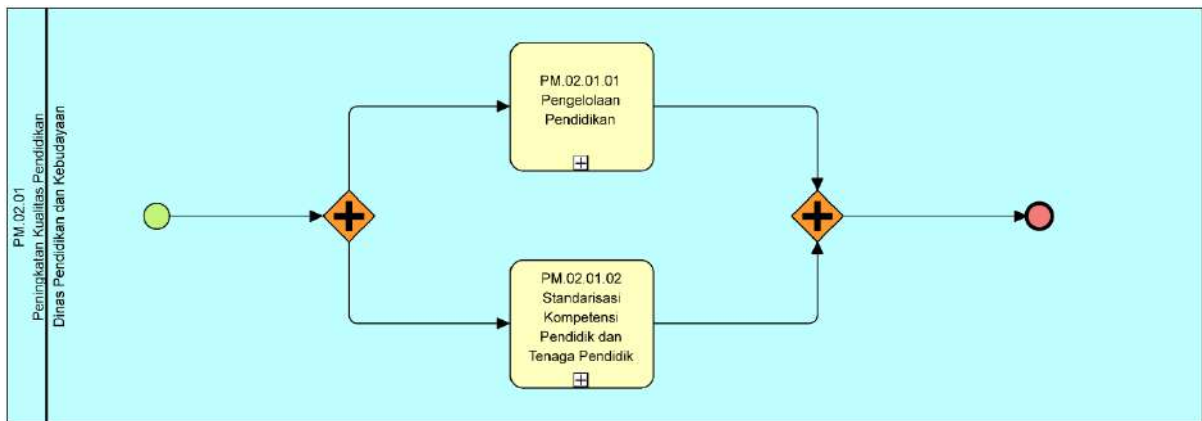 PM.02.01
Peningkatan Kualitas Pendidikan
Dinas Pendidikan dan Kebudayaan
PM.02.01.01
Pengelolaan
Pendidikan
PM.02.01.02
Standarisasi
Kompetensi
Pendidik dan
Tenaga Pendidik